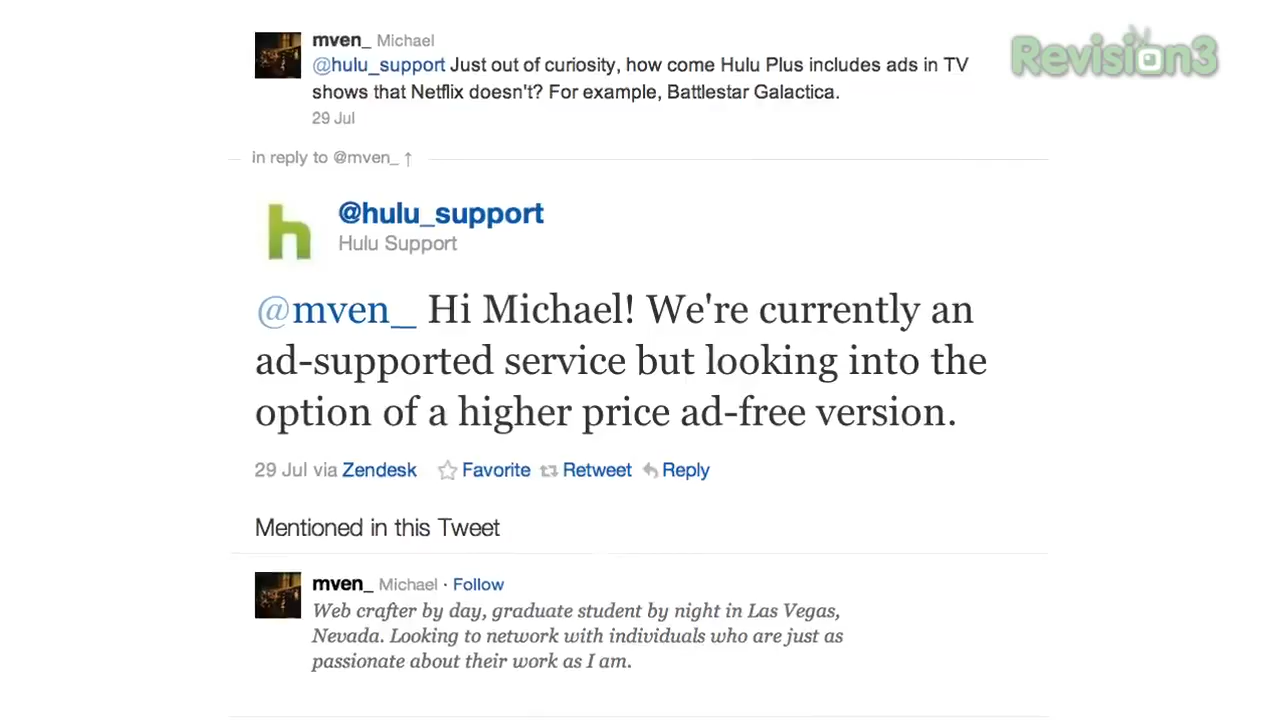 mven_ Michael
@hulu_support Just out of curiosity, how come Hulu Plus includes ads in TV
shows that Netflix doesn't? For example, Battlestar Galactica.
29 Jul
in reply to @mven_ ↑
h
@hulu_support
Hulu Support
@mven_ Hi Michael! We're currently an
ad-supported service but looking into the
option of a higher price ad-free version.
29 Jul via Zendesk Favorite Retweet Reply
Mentioned in this Tweet
mven_ Michael · Follow
Web crafter by day, graduate student by night in Las Vegas,
Nevada. Looking to network with individuals who are just as
passionate about their work as I am.
Revision3